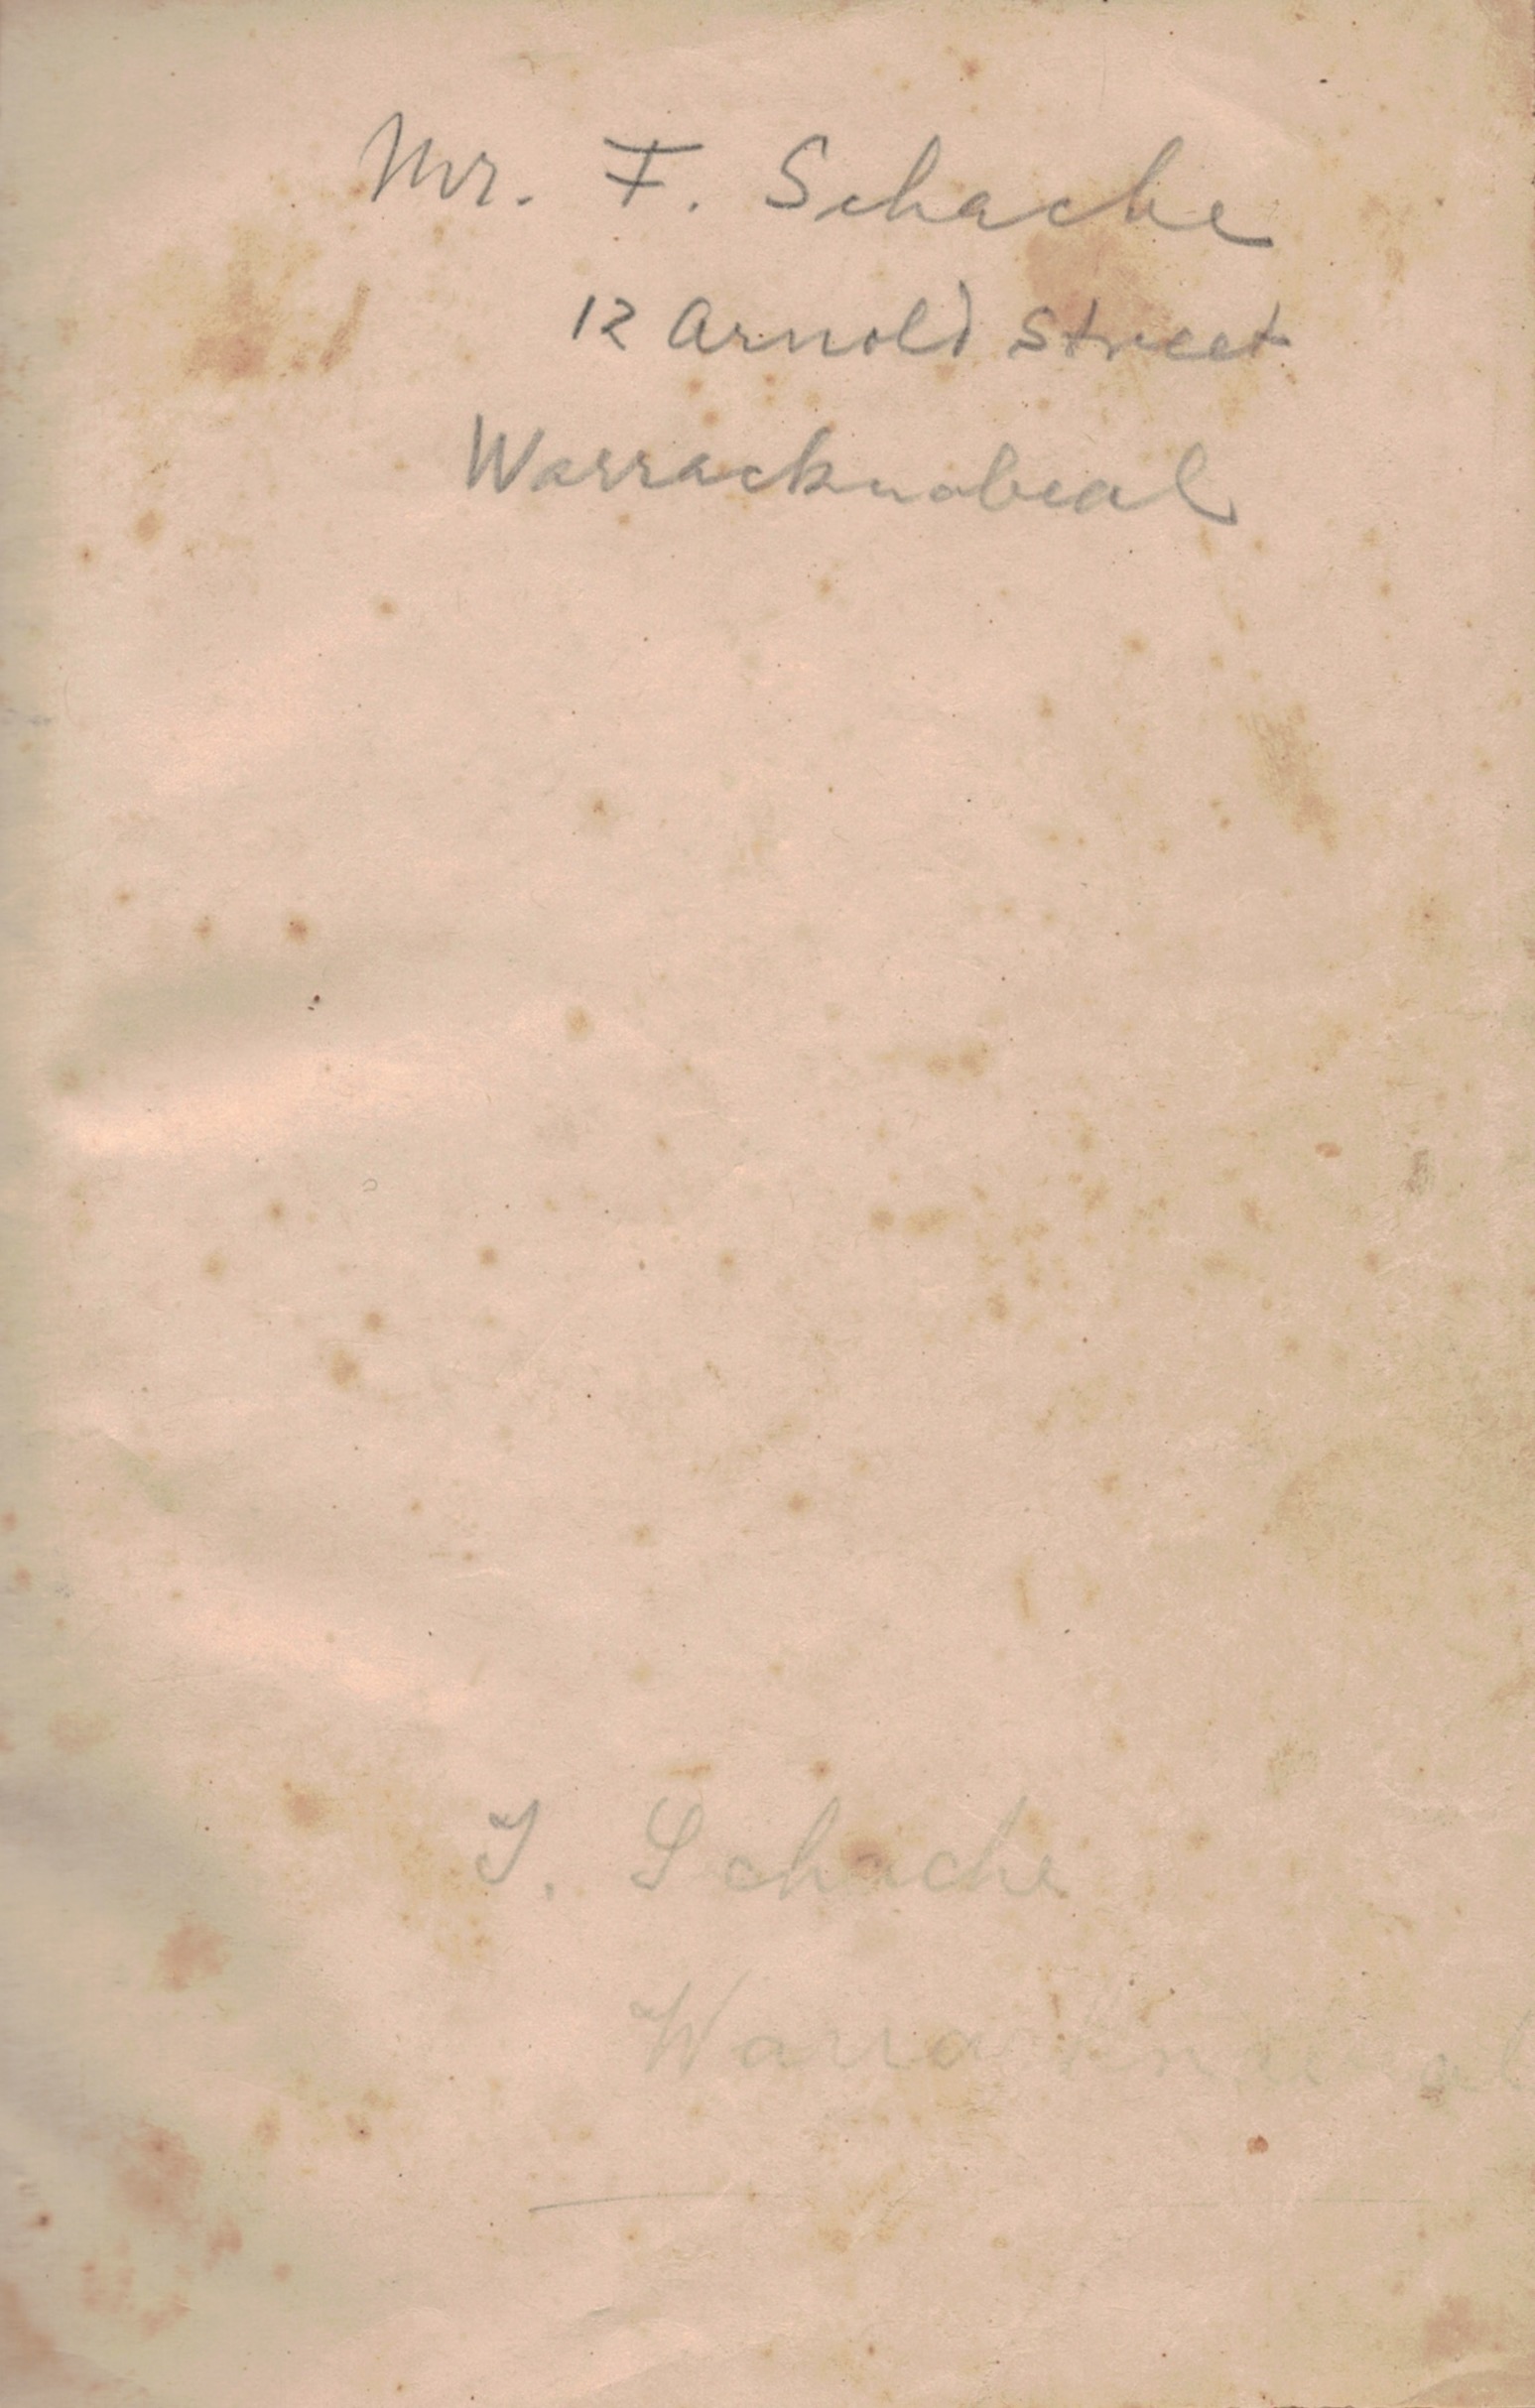 Mr. F. Schache
12 Arnold Street
Warracknabeal
F. Schache